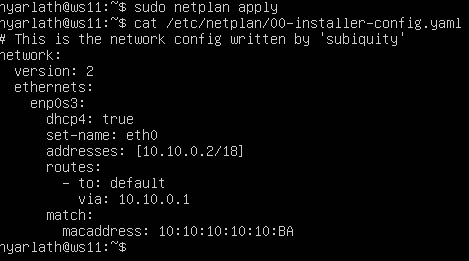 nyarlath@ws11:~$ sudo netplan apply
nyarlath@ws11:~$ cat /etc/netplan/00-installer-config.yaml
# This is the network config written by 'subiquity'
network:
  version: 2
  ethernets:
    enp0s3:
      dhcp4: true
      set-name: eth0
      addresses: [10.10.0.2/18]
      routes:
        - to: default
          via: 10.10.0.1
      match:
        macaddress: 10:10:10:10:10:BA
nyarlath@ws11:~$